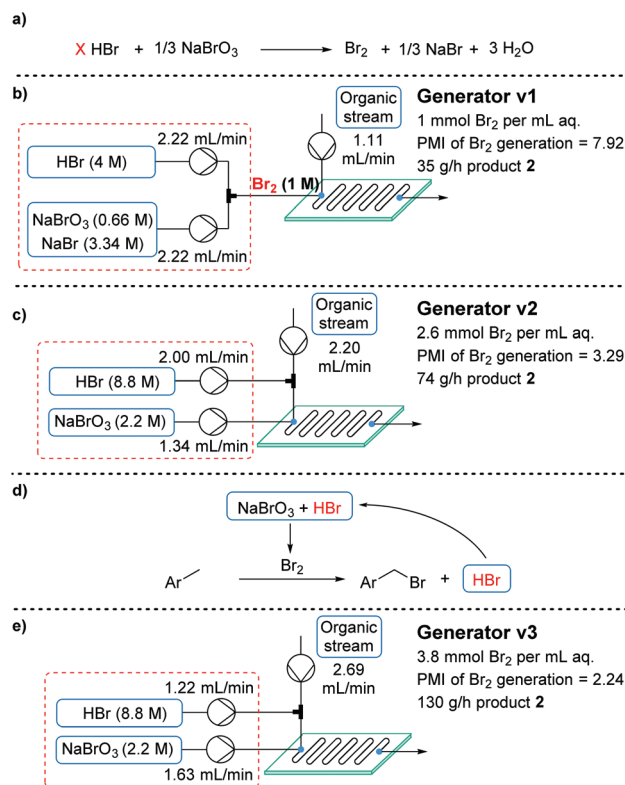 a)
X HBr + 1/3 NaBrO3 Br2 + 1/3 NaBr + 3 H2O
b)
Organic
stream
1.11
mL/min
Generator v1
1 mmol Br2 per mL aq.
PMI of Br2 generation = 7.92
35 g/h product 2
2.22 mL/min
HBr (4 M)
Br2 (1 M)
NaBrO3 (0.66 M)
NaBr (3.34 M)
2.22 mL/min
c)
Organic
stream
2.20
mL/min
Generator v2
2.6 mmol Br2 per mL aq.
PMI of Br2 generation = 3.29
74 g/h product 2
2.00 mL/min
HBr (8.8 M)
NaBrO3 (2.2 M)
1.34 mL/min
d)
NaBrO3 + HBr
Br2
Ar Ar Br + HBr
e)
Organic
stream
2.69
mL/min
Generator v3
3.8 mmol Br2 per mL aq.
PMI of Br2 generation = 2.24
130 g/h product 2
1.22 mL/min
HBr (8.8 M)
NaBrO3 (2.2 M)
1.63 mL/min